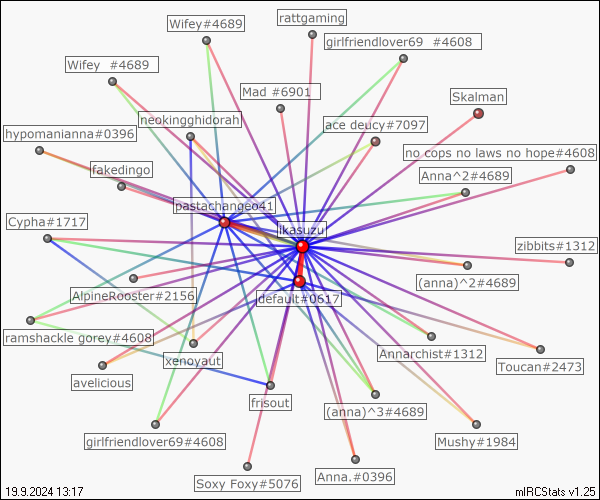 Wifey#4689
rattgaming
girlfriendlover69 #4608
Wifey #4689
Mad #6901
Skalman
neokingghidorah
ace deucy#7097
hypomanianna#0396
no cops no laws no hope#4608
fakedingo
Anna^2#4689
pastachangeo41
Cypha#1717
ikasuzu
zibbits#1312
(anna)^2#4689
AlpineRooster#2156
default#0617
ramshackle gorey#4608
xenoyaut
Annarchist#1312
Toucan#2473
avelicious
frisout
(anna)^3#4689
girlfriendlover69#4608
Mushy#1984
Soxy Foxy#5076
Anna.#0396
19.9.2024 13:17
mIRCStats v1.25